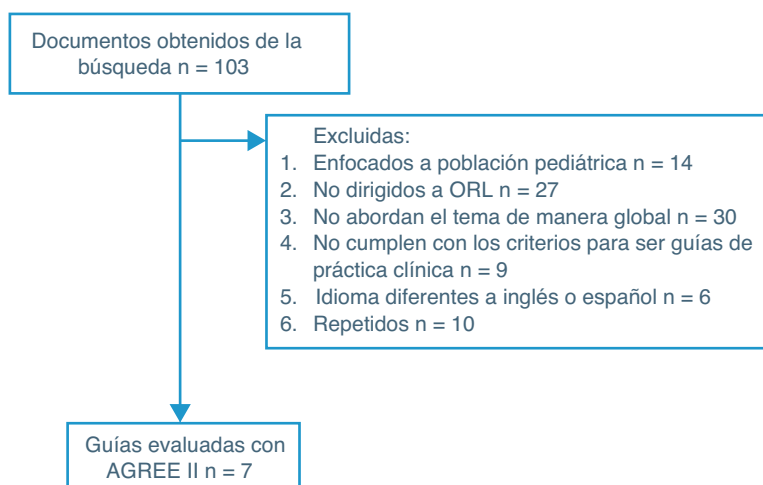 Documentos obtenidos de la
búsqueda n = 103
Excluidas:
1. Enfocados a población pediátrica n = 14
2. No dirigidos a ORL n = 27
3. No abordan el tema de manera global n = 30
4. No cumplen con los criterios para ser guías de
práctica clínica n = 9
5. Idioma diferentes a inglés o español n = 6
6. Repetidos n = 10
Guías evaluadas con
AGREE II n = 7